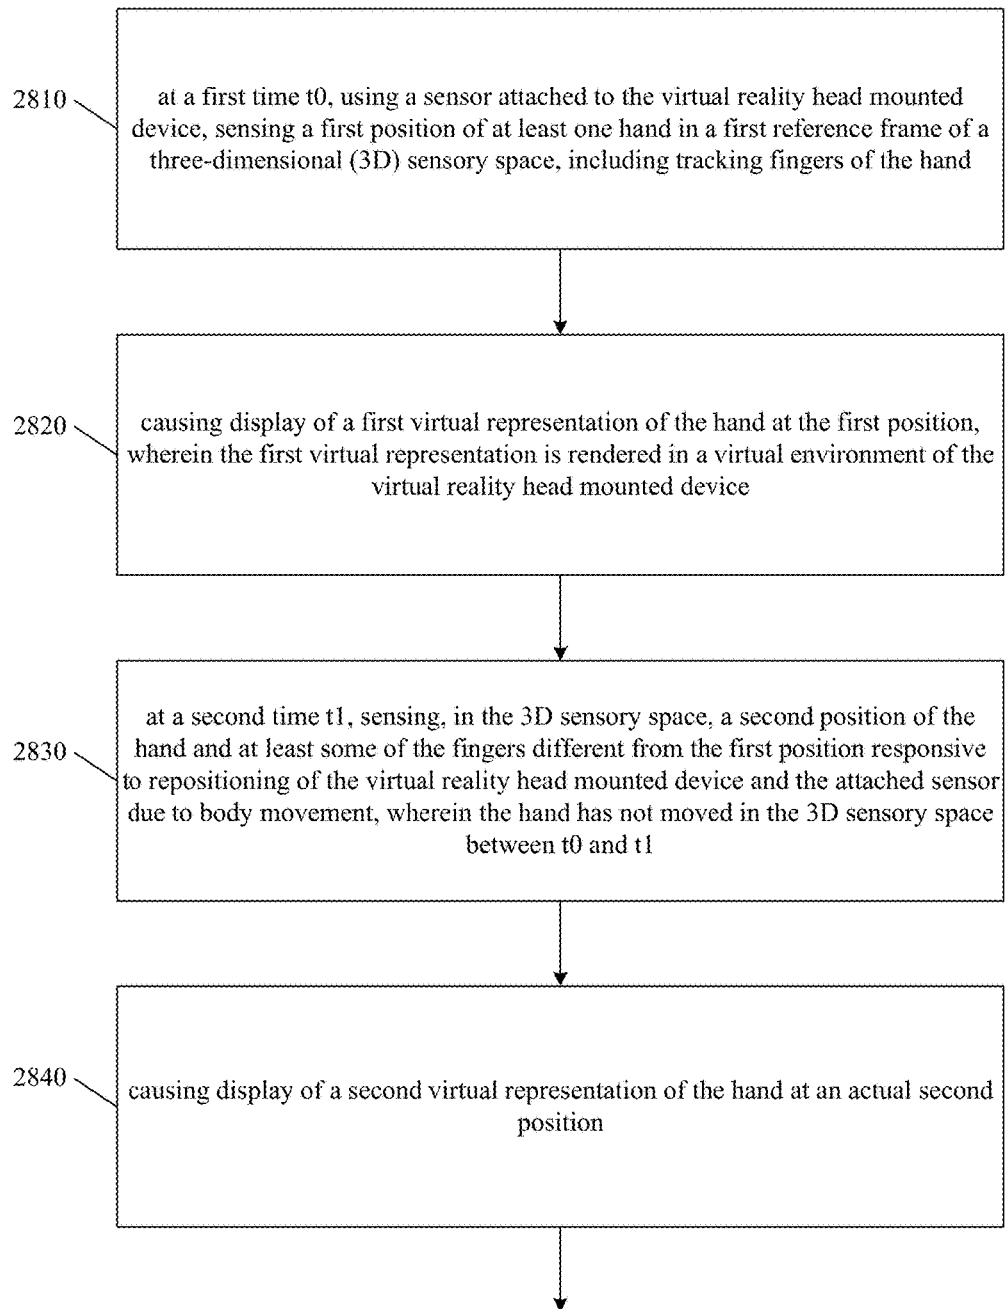 2810
at a first time t0, using a sensor attached to the virtual reality head mounted
device, sensing a first position of at least one hand in a first reference frame of a
three-dimensional (3D) sensory space, including tracking fingers of the hand
2820
causing display of a first virtual representation of the hand at the first position,
wherein the first virtual representation is rendered in a virtual environment of the
virtual reality head mounted device
2830
at a second time t1, sensing, in the 3D sensory space, a second position of the
hand and at least some of the fingers different from the first position responsive
to repositioning of the virtual reality head mounted device and the attached sensor
due to body movement, wherein the hand has not moved in the 3D sensory space
between t0 and t1
2840
causing display of a second virtual representation of the hand at an actual second
position